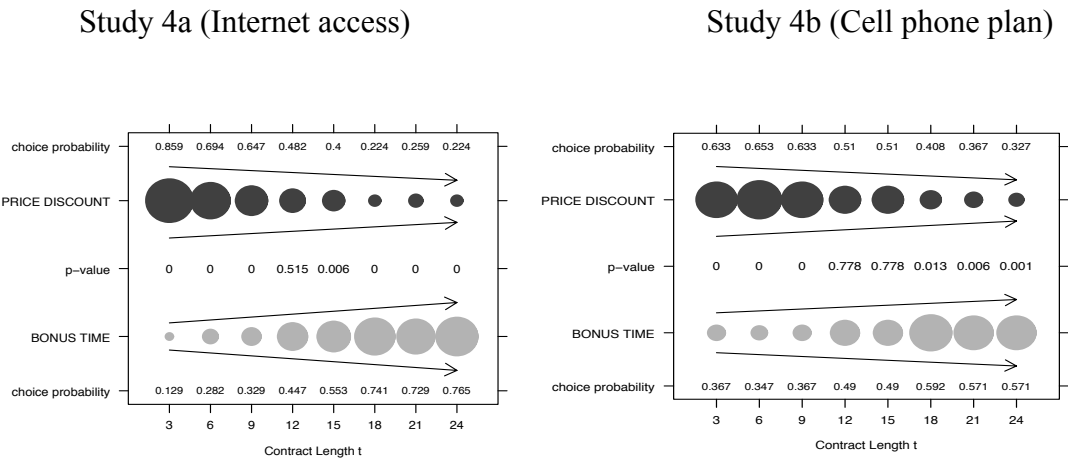 Study 4a (Internet access)
choice probability 0.859 0.694 0.647 0.482 0.4 0.224 0.259 0.224
PRICE DISCOUNT
p-value 0 0 0 0.515 0.006 0 0 0
BONUS TIME
choice probability 0.129 0.282 0.329 0.447 0.553 0.741 0.729 0.765
3 6 9 12 15 18 21 24
Contract Length t
Study 4b (Cell phone plan)
choice probability 0.633 0.653 0.633 0.51 0.51 0.408 0.367 0.327
PRICE DISCOUNT
p-value 0 0 0 0.778 0.778 0.013 0.006 0.001
BONUS TIME
choice probability 0.367 0.347 0.367 0.49 0.49 0.592 0.571 0.571
3 6 9 12 15 18 21 24
Contract Length t